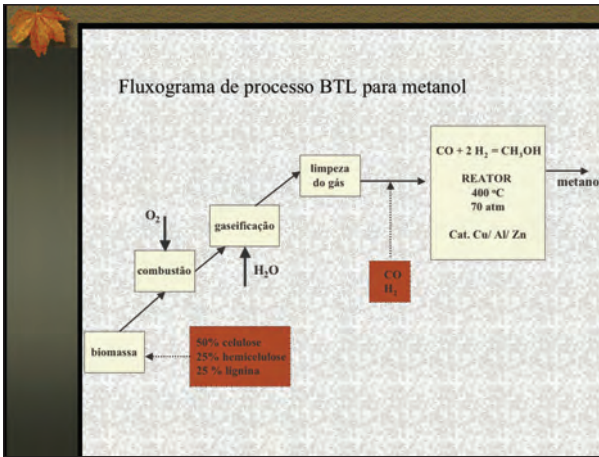 Fluxograma de processo BTL para metanol
CO + 2 H₂ = CH₃OH
REATOR
400 ºC
70 atm
Cat. Cu/ Al/ Zn
metano
limpeza
do gás
gaseificação
O₂
combustão
H₂O
CO
H₂
biomassa
50% celulose
25% hemicelulose
25 % lignina